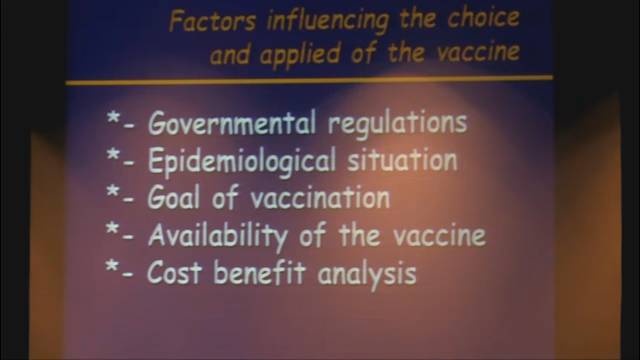 Factors influencing the choice
and applied of the vaccine
*- Governmental regulations
*- Epidemiological situation
*- Goal of vaccination
*- Availability of the vaccine
*- Cost benefit analysis